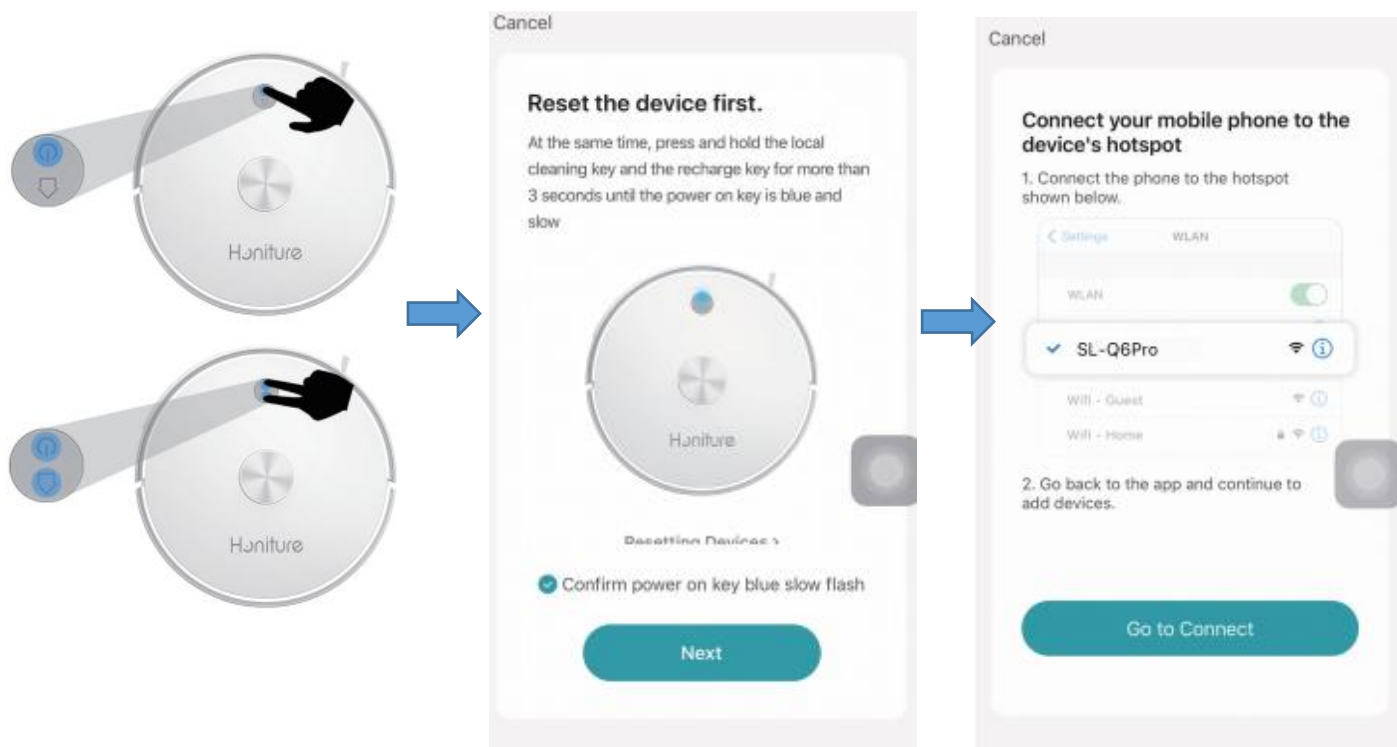 Honiture
Honiture
Cancel
Reset the device first.
At the same time, press and hold the local
cleaning key and the recharge key for more than
3 seconds until the power on key is blue and
slow
Honiture
Resetting Devices >
Confirm power on key blue slow flash
Next
Cancel
Connect your mobile phone to the
device's hotspot
1. Connect the phone to the hotspot
shown below.
< Settings WLAN
WLAN
SL-Q6Pro
Wifi - Guest
Wifi - Home
2. Go back to the app and continue to
add devices.
Go to Connect